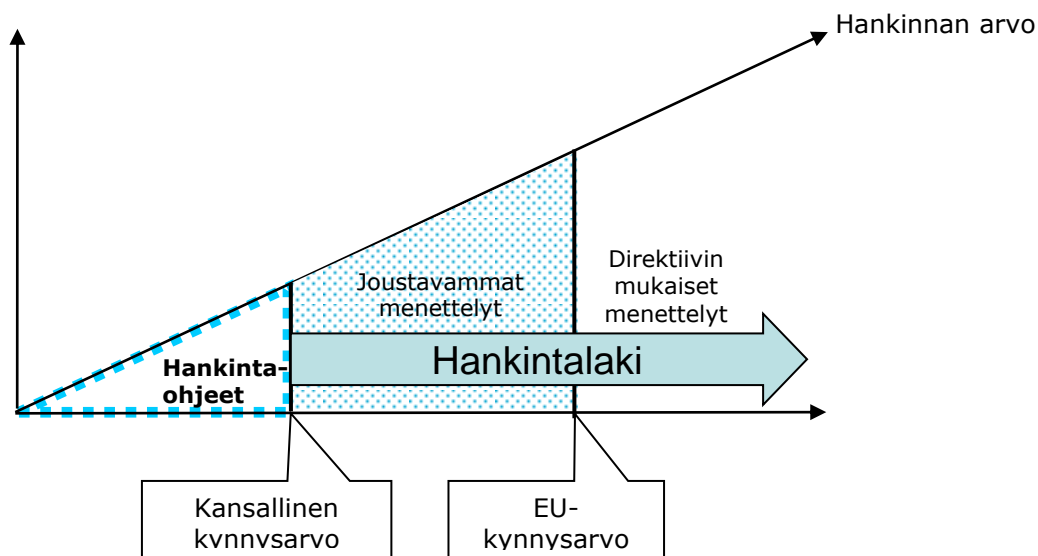 Hankinnan arvo
Joustavammat
menettelyt
Direktiivin
mukaiset
menettelyt
Hankinta-
ohjeet
Hankintalaki
Kansallinen
kynnysarvo
EU-
kynnysarvo